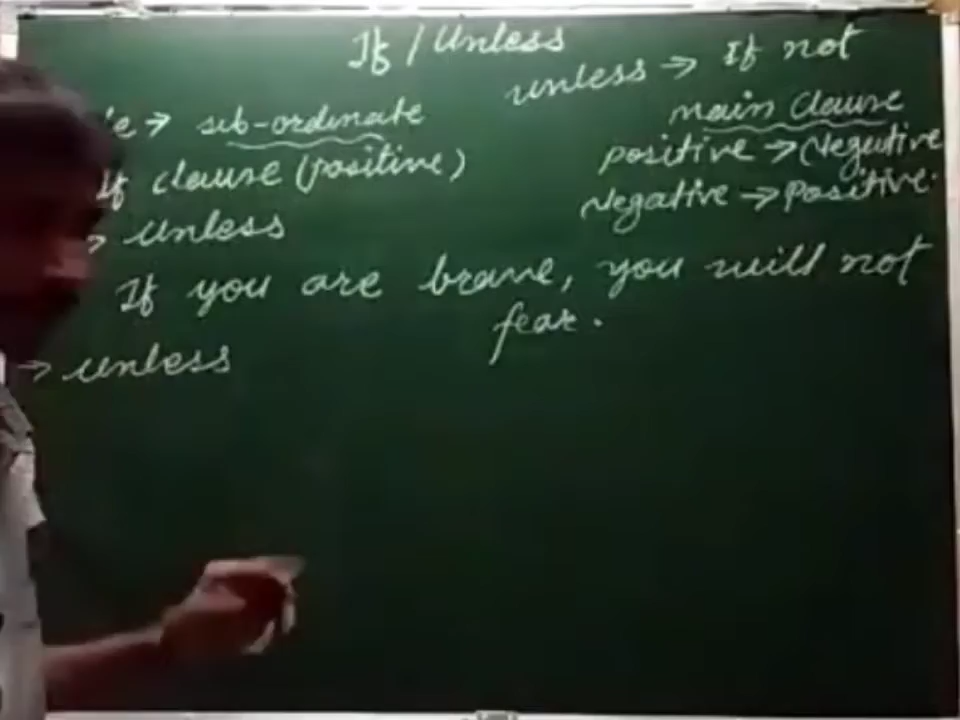 If / Unless
unless → If not
→ sub-ordinate
main clause
If clause (positive)
positive → Negative
→ unless
Negative → Positive.
If you are brave, you will not
fear.
→ unless